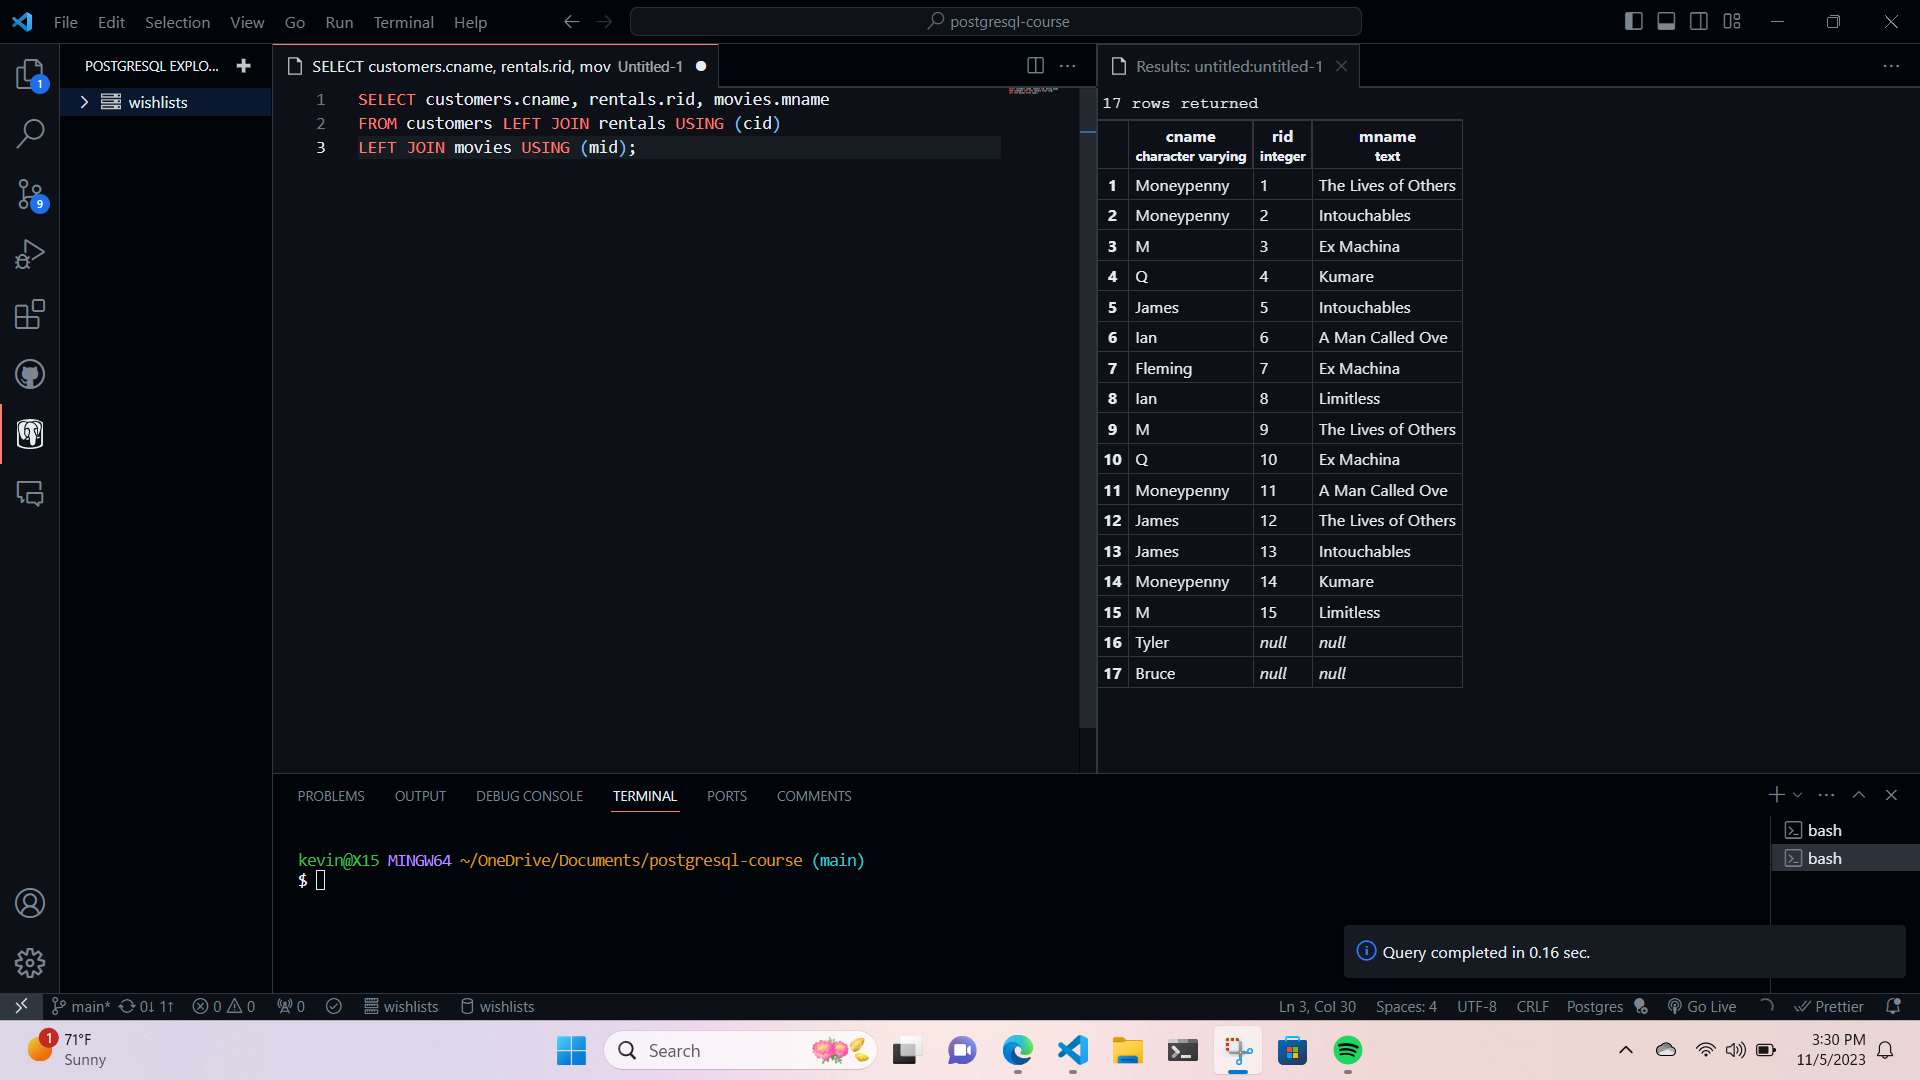 File Edit Selection View Go Run Terminal Help
postgresql-course
POSTGRESQL EXPLO...
wishlists
SELECT customers.cname, rentals.rid, mov Untitled-1
1 SELECT customers.cname, rentals.rid, movies.mname
2 FROM customers LEFT JOIN rentals USING (cid)
3 LEFT JOIN movies USING (mid);
Results: untitled:untitled-1
17 rows returned
cname rid mname
character varying integer text
1 Moneypenny 1 The Lives of Others
2 Moneypenny 2 Intouchables
3 M 3 Ex Machina
4 Q 4 Kumare
5 James 5 Intouchables
6 Ian 6 A Man Called Ove
7 Fleming 7 Ex Machina
8 Ian 8 Limitless
9 M 9 The Lives of Others
10 Q 10 Ex Machina
11 Moneypenny 11 A Man Called Ove
12 James 12 The Lives of Others
13 James 13 Intouchables
14 Moneypenny 14 Kumare
15 M 15 Limitless
16 Tyler null null
17 Bruce null null
1
9
PROBLEMS OUTPUT DEBUG CONSOLE TERMINAL PORTS COMMENTS
kevin@X15 MINGW64 ~/OneDrive/Documents/postgresql-course (main)
$
bash
bash
Query completed in 0.16 sec.
main* 0↓ 1↑ 0 0 0 wishlists wishlists
Ln 3, Col 30 Spaces: 4 UTF-8 CRLF Postgres Go Live Prettier
1
71°F
Sunny
Search
3:30 PM
11/5/2023